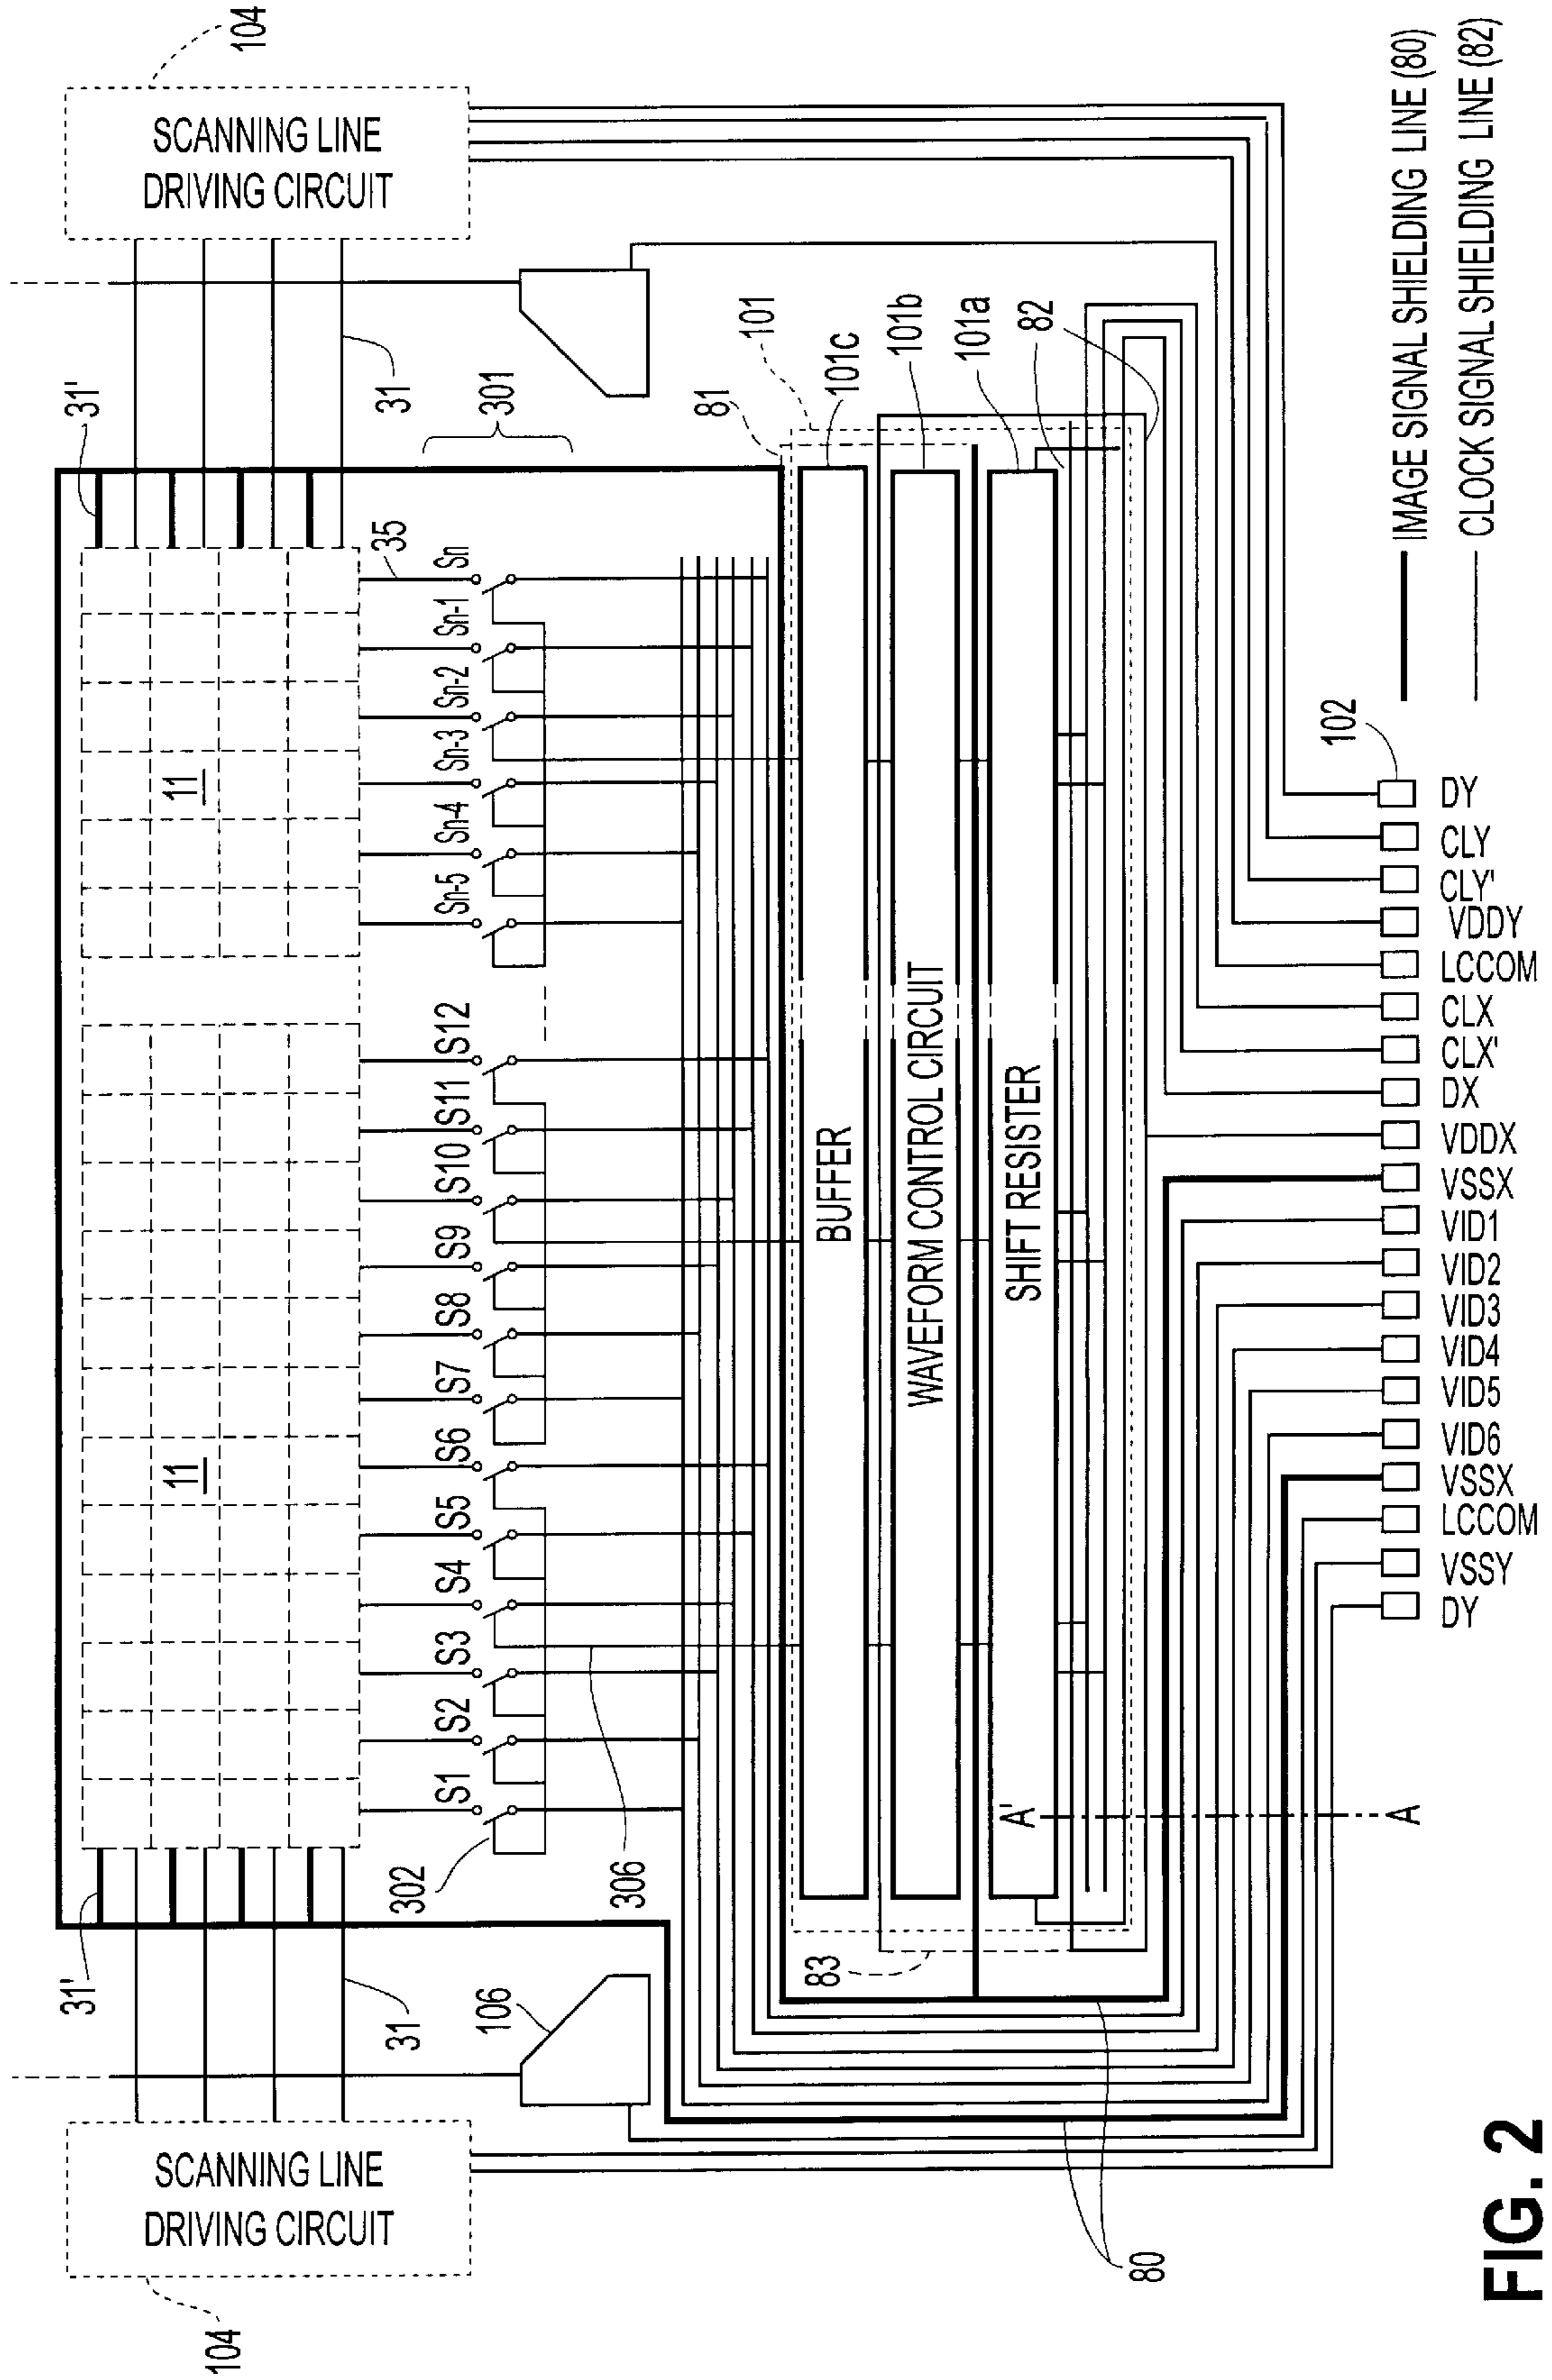 104
SCANNING LINE
DRIVING CIRCUIT
31'
31
106
302
306
83
80
11
11
S1
S2
S3
S4
S5
S6
S7
S8
S9
S10
S11
S12
Sn-5
Sn-4
Sn-3
Sn-2
Sn-1
Sn
35
31'
31
301
104
SCANNING LINE
DRIVING CIRCUIT
81
101
101c
101b
101a
82
BUFFER
WAVEFORM CONTROL CIRCUIT
SHIFT RESISTER
A'
A
102
DY
VSSY
LCCOM
VSSX
VID6
VID5
VID4
VID3
VID2
VID1
VSSX
VDDX
DX
CLX'
CLX
LCCOM
VDDY
CLY'
CLY
DY
IMAGE SIGNAL SHIELDING LINE (80)
CLOCK SIGNAL SHIELDING LINE (82)
FIG. 2